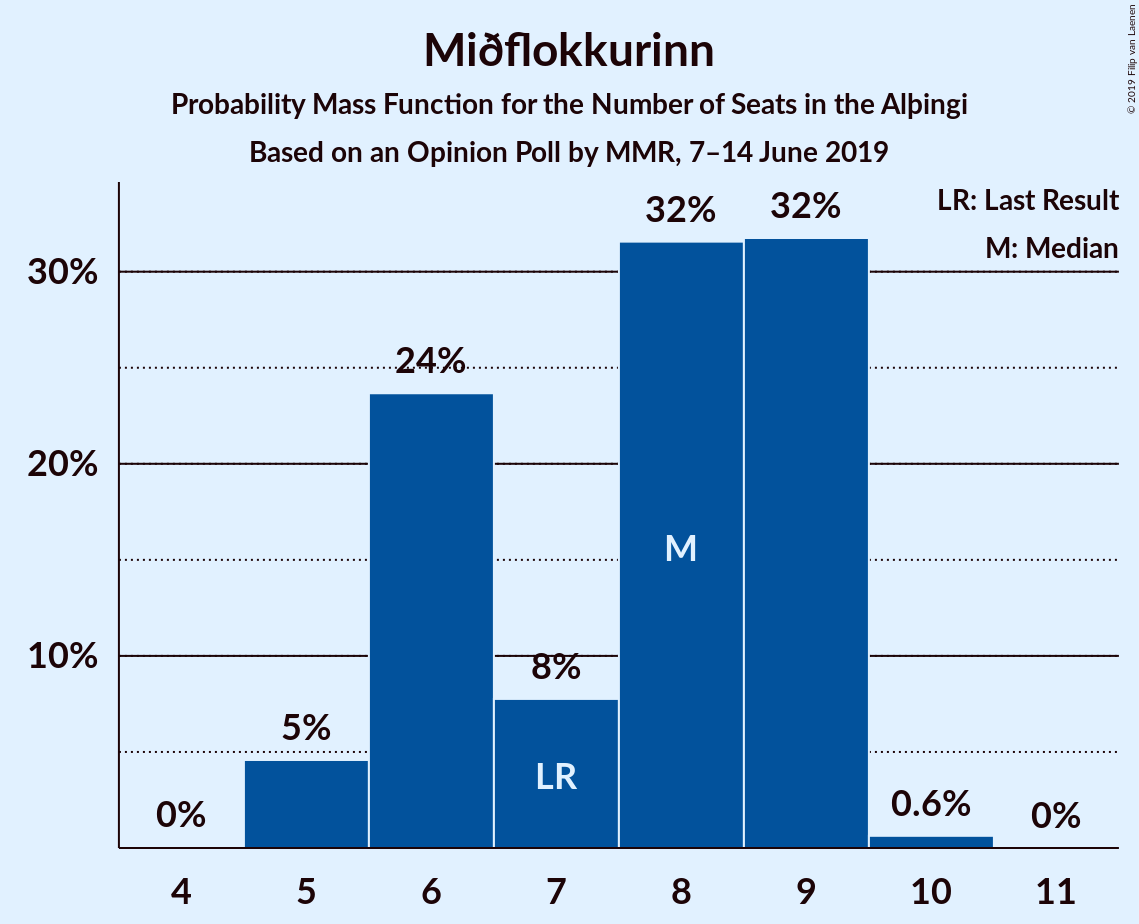 Miðflokkurinn
Probability Mass Function for the Number of Seats in the Alþingi
Based on an Opinion Poll by MMR, 7–14 June 2019
© 2019 Filip van Laenen
LR: Last Result
M: Median
32%
32%
30%
24%
20%
M
10%
8%
5%
LR
0%
0.6%
0%
4 5 6 7 8 9 10 11